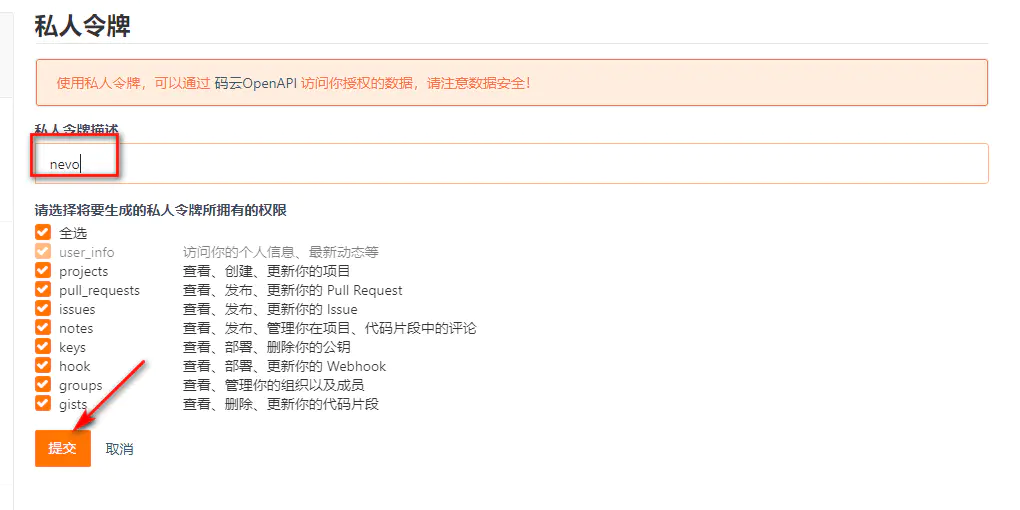 私人令牌
使用私人令牌，可以通过 码云OpenAPI 访问你授权的数据，请注意数据安全！
私人令牌描述
nevo
请选择将要生成的私人令牌所拥有的权限
全选
user_info 访问你的个人信息、最新动态等
projects 查看、创建、更新你的项目
pull_requests 查看、发布、更新你的 Pull Request
issues 查看、发布、更新你的 Issue
notes 查看、发布、管理你在项目、代码片段中的评论
keys 查看、部署、删除你的公钥
hook 查看、部署、更新你的 Webhook
groups 查看、管理你的组织以及成员
gists 查看、删除、更新你的代码片段
提交 取消